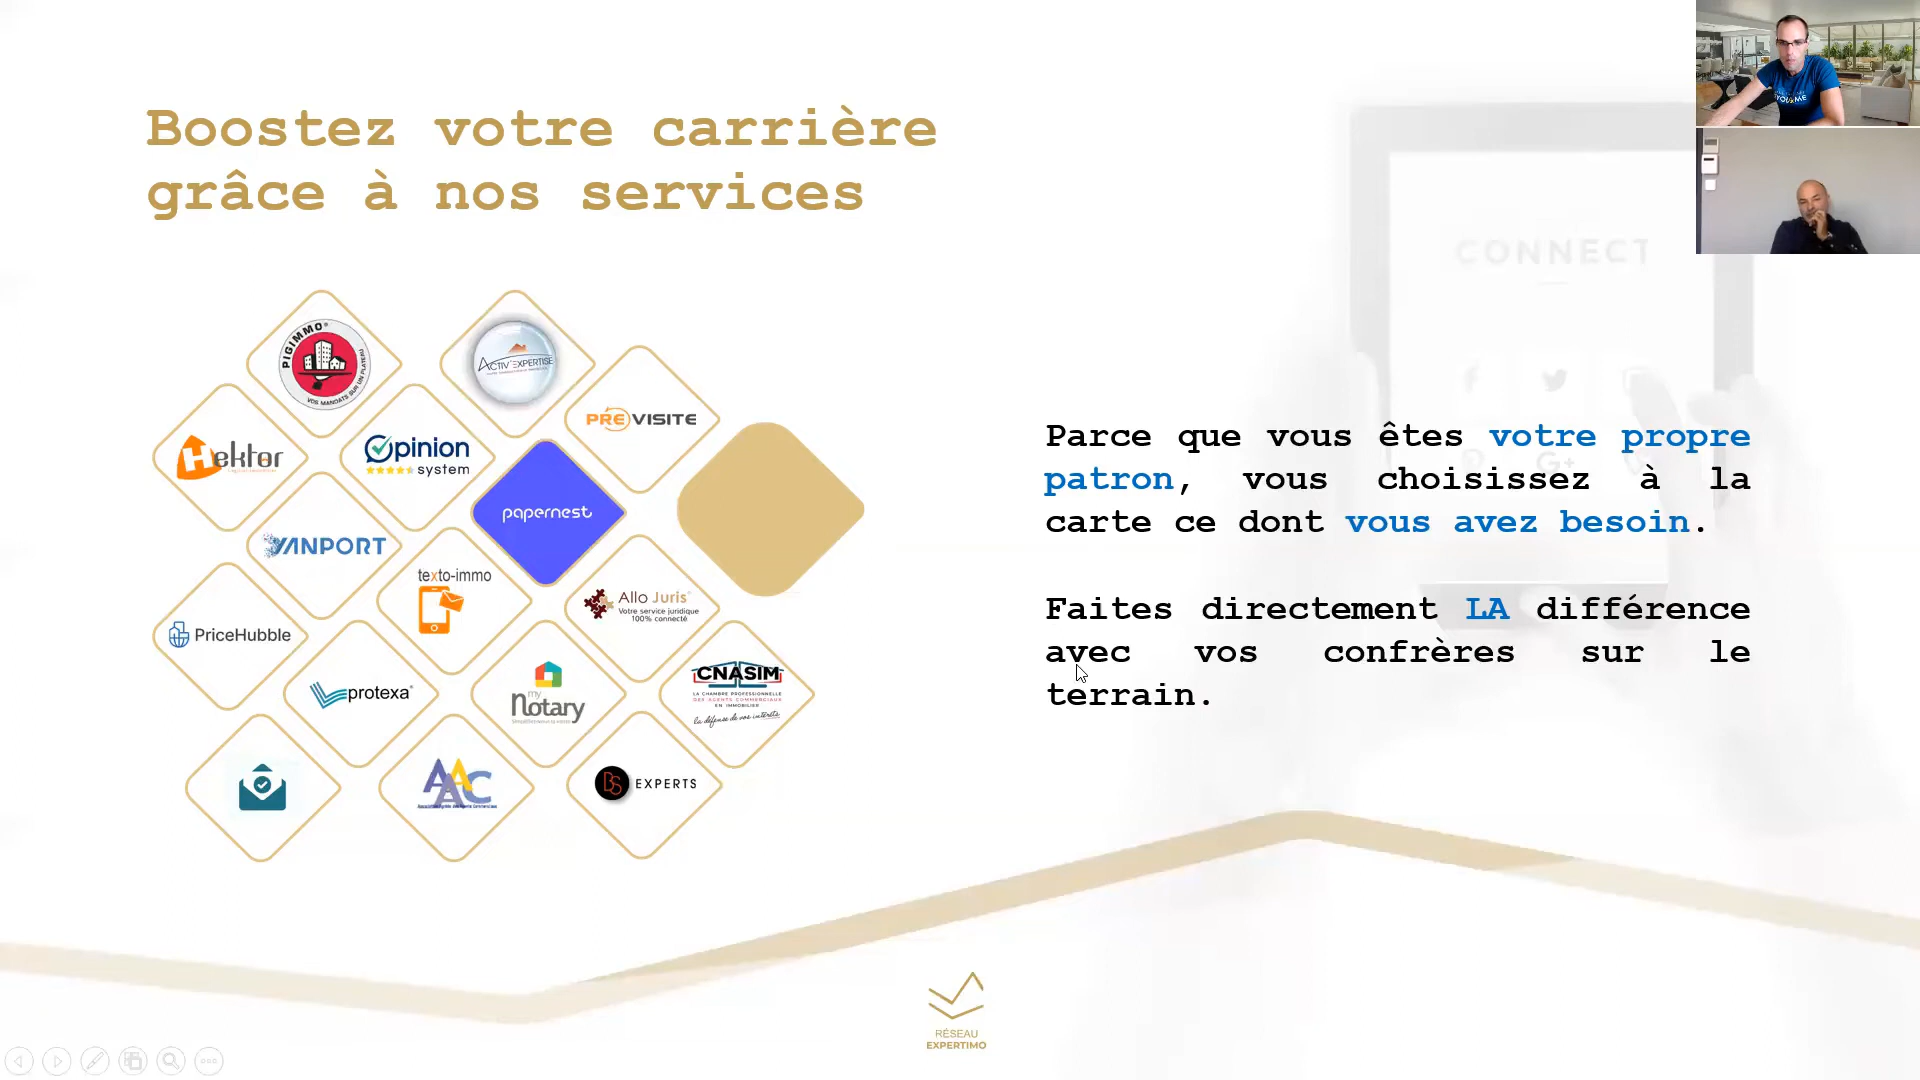 Boostez votre carrière
grâce à nos services
CONNECT
PIGIMMO®
VOS MANDATS SUR UN PLATEAU
ACTIV'EXPERTISE
PREVISITE
Hektor
Opinion
system
papernest
YANPORT
texto-immo
Allo Juris®
Votre service juridique
100% connecté
PriceHubble
protexa®
my
Notary
CNASIM
LA CHAMBRE PROFESSIONNELLE
DES AGENTS COMMERCIAUX
EN IMMOBILIER
la défense de vos intérêts
AAC
BS EXPERTS
Parce que vous êtes votre propre
patron, vous choisissez à la
carte ce dont vous avez besoin.
Faites directement LA différence
avec vos confrères sur le
terrain.
RÉSEAU
EXPERTIMO